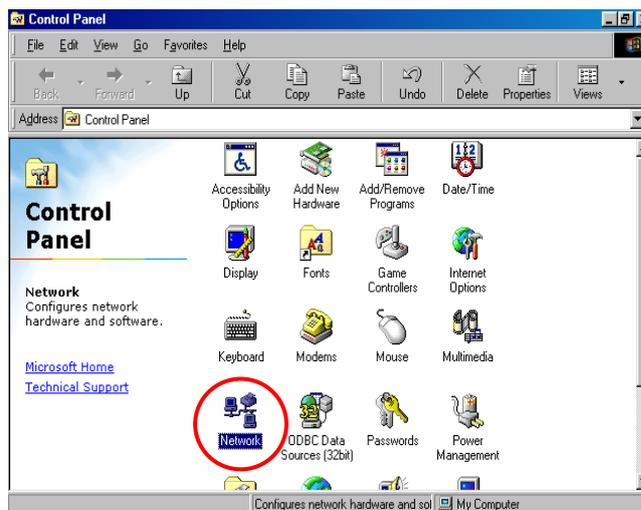 Control Panel
File Edit View Go Favorites Help
Back Forward Up Cut Copy Paste Undo Delete Properties Views
Address Control Panel
Control
Panel
Network
Configures network
hardware and software.
Microsoft Home
Technical Support
Accessibility
Options
Add New
Hardware
Add/Remove
Programs
Date/Time
12
Display
Fonts
Game
Controllers
Internet
Options
Keyboard
Modems
Mouse
Multimedia
Network
32
ODBC Data
Sources (32bit)
Passwords
Power
Management
Configures network hardware and sol My Computer